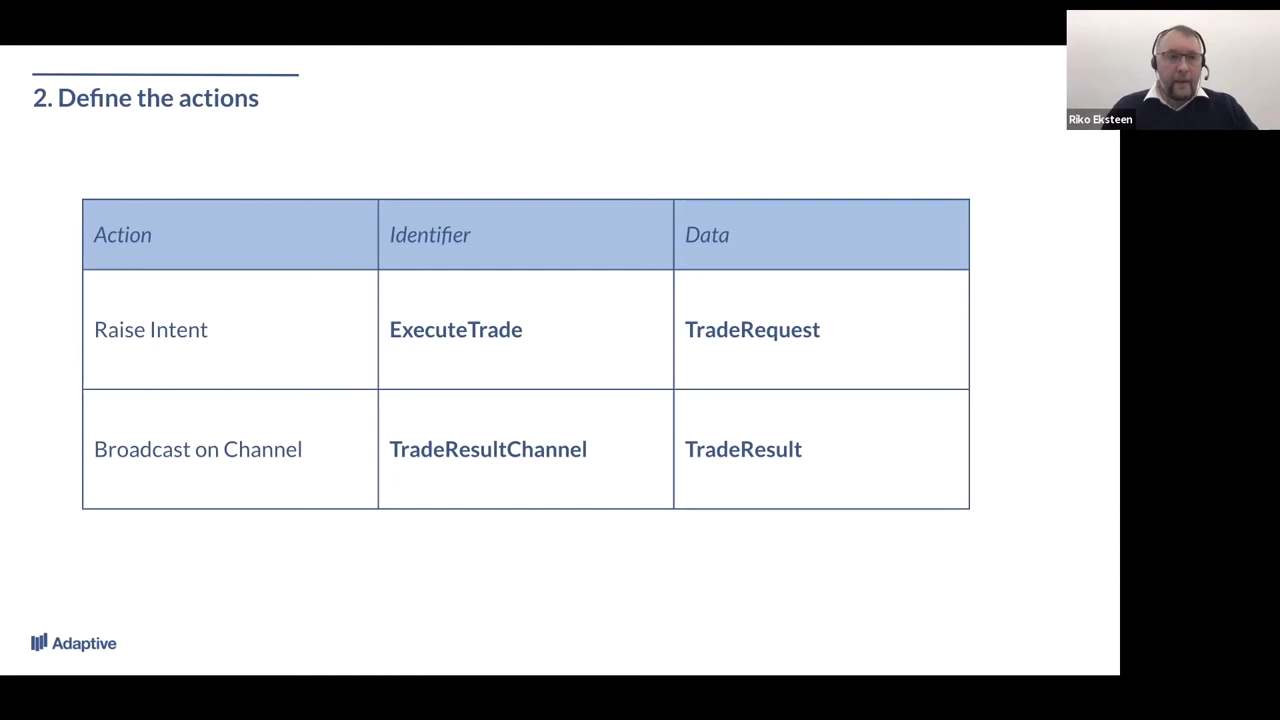 Riko Eksteen
2. Define the actions
Action Identifier Data
Raise Intent ExecuteTrade TradeRequest
Broadcast on Channel TradeResultChannel TradeResult
Adaptive